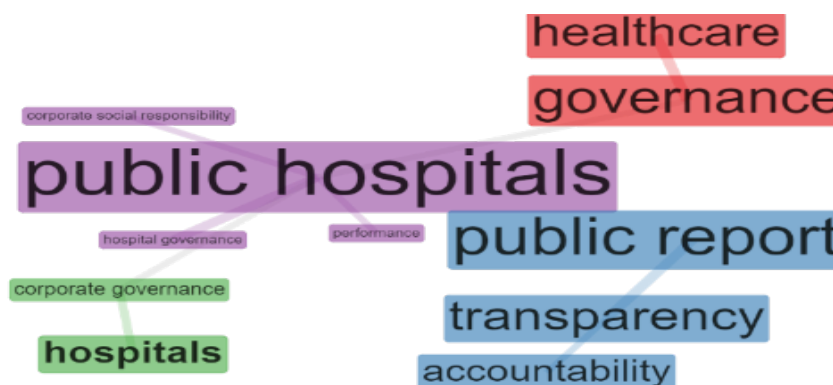 healthcare
governance
corporate social responsibility
public hospitals
hospital governance
performance
public report
corporate governance
transparency
hospitals
accountability